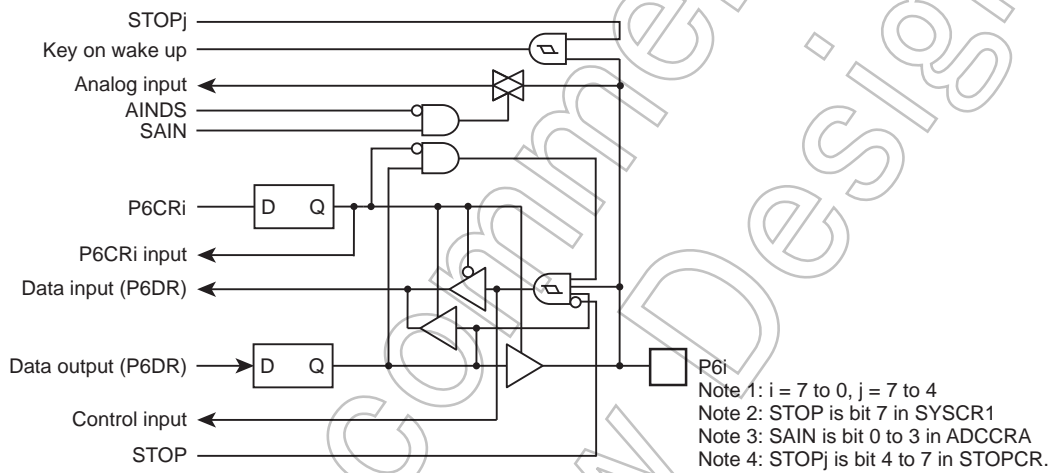 STOPj
Key on wake up
Analog input
AINDS
SAIN
P6CRi
D Q
P6CRi input
Data input (P6DR)
Data output (P6DR)
D Q
P6i
Note 1: i = 7 to 0, j = 7 to 4
Control input
Note 2: STOP is bit 7 in SYSCR1
Note 3: SAIN is bit 0 to 3 in ADCCRA
STOP
Note 4: STOPj is bit 4 to 7 in STOPCR.